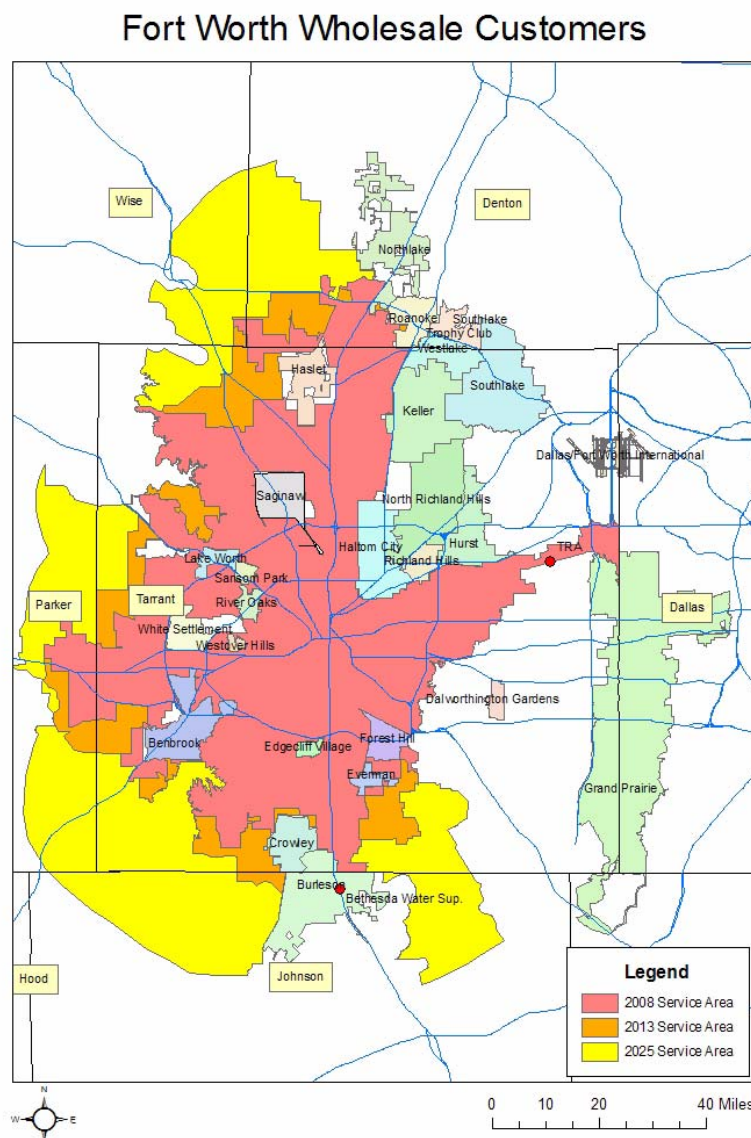 Fort Worth Wholesale Customers
Wise
Denton
Northlake
Roanoke
Southlake
Trophy Club
Westlake
Haslet
Southlake
Keller
Dallas/Fort Worth International
Saginaw
North Richland Hills
Haltom City
Hurst
TRA
Lake Worth
Richland Hills
Sansom Park.
Parker
Tarrant
River Oaks
Dallas
White Settlement
Westover Hills
Dalworthington Gardens
Benbrook
Edgecliff Village
Forest Hill
Everman
Grand Prairie
Crowley
Burleson
Bethesda Water Sup.
Hood
Johnson
Legend
2008 Service Area
2013 Service Area
2025 Service Area
N
W
E
S
0 10 20 40 Miles